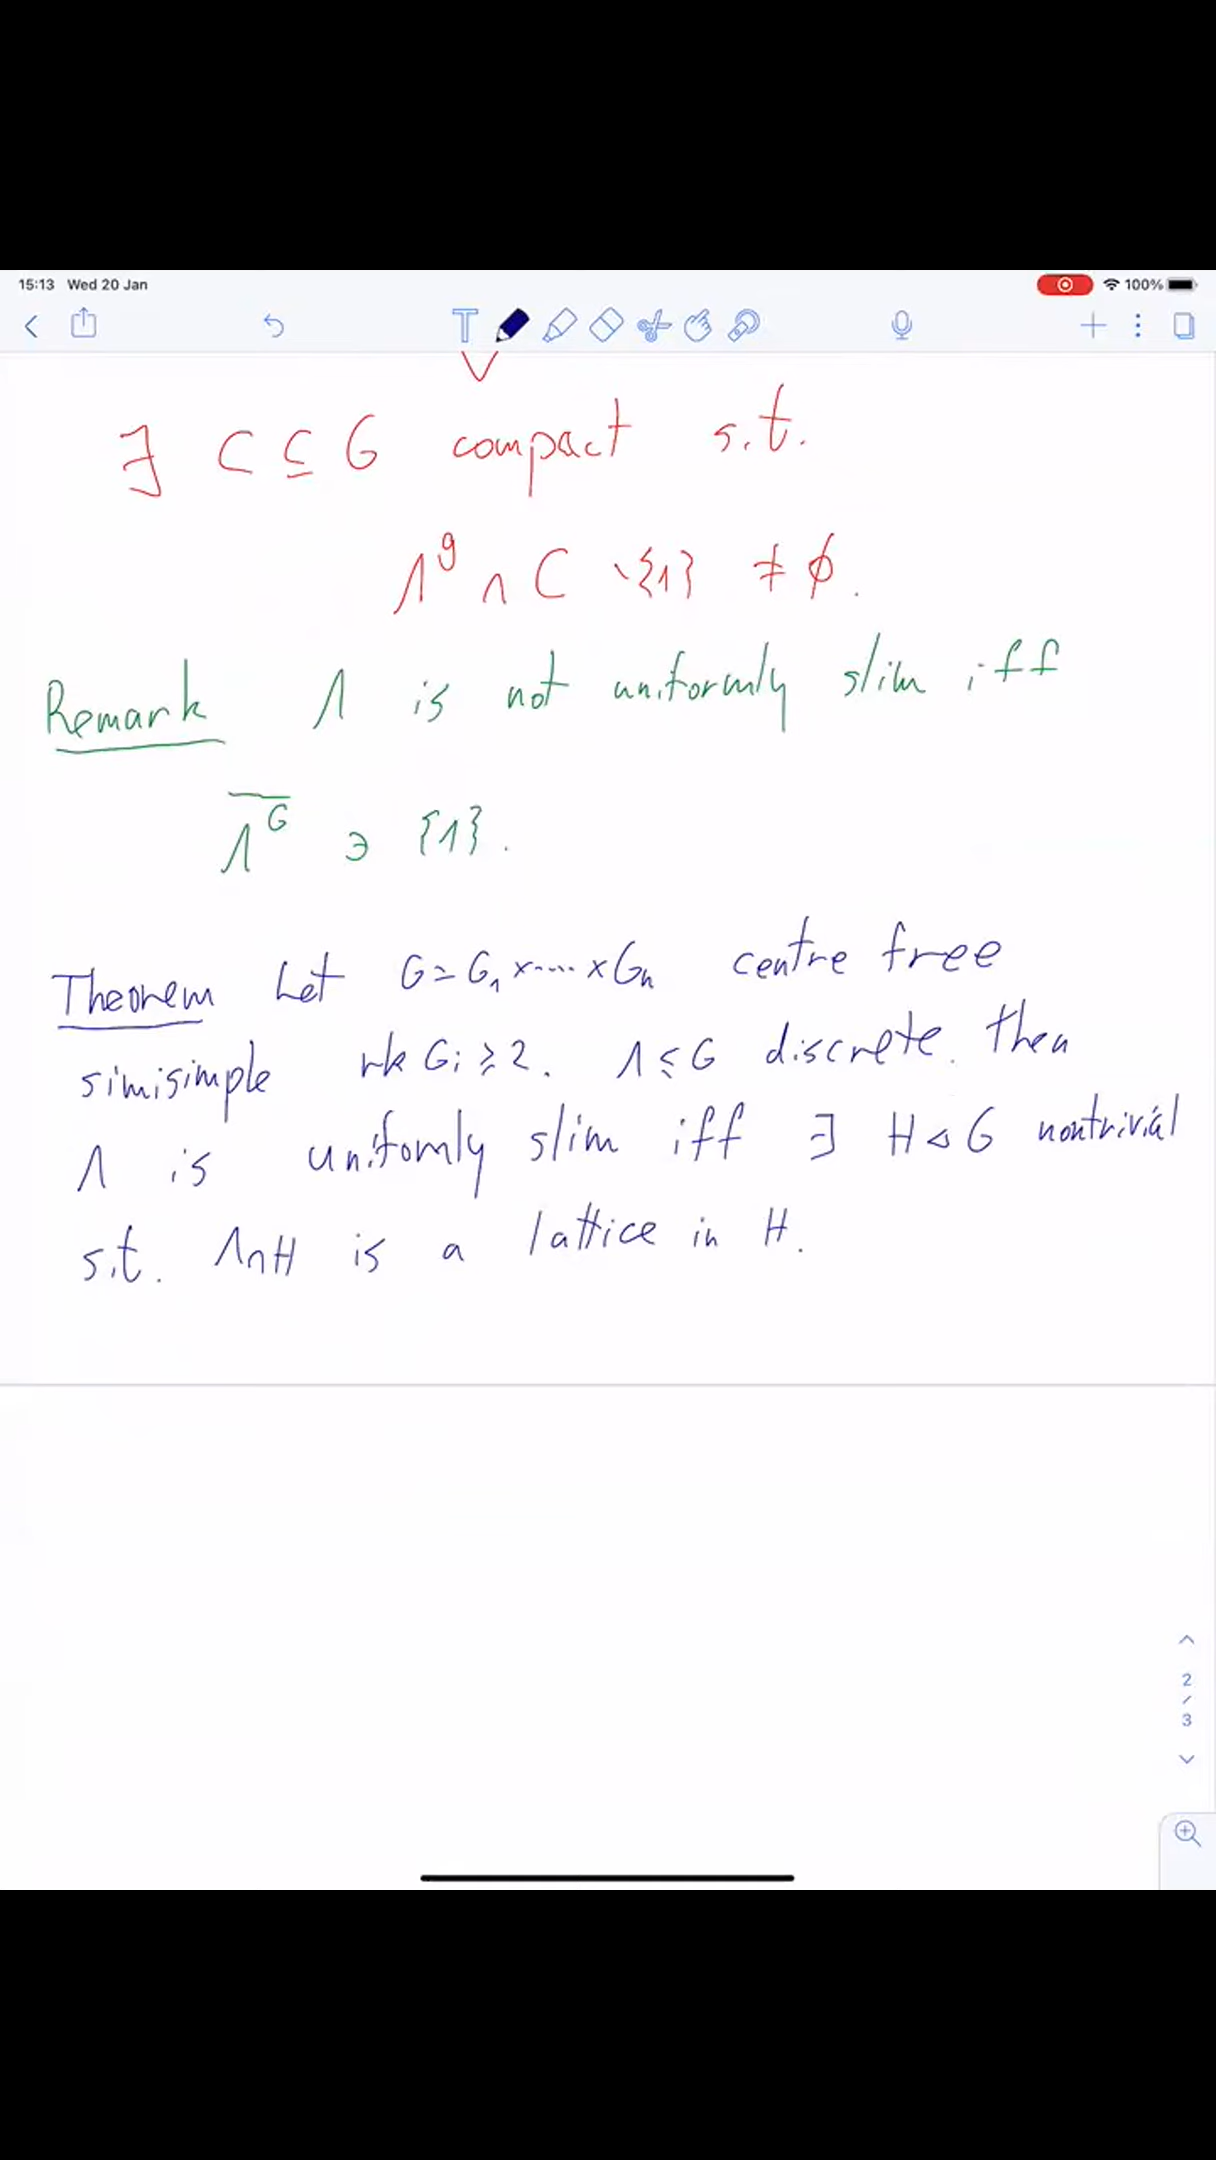 15:13 Wed 20 Jan 100%
∃ C ⊆ G compact s.t.
Λ^g ∩ C \ {1} ≠ ∅.
Remark Λ is not uniformly slim iff
\overline{Λ^G} ∋ {1}.
Theorem Let G = G_1 × .... × G_n centre free
simisimple rk G_i ≥ 2. Λ ≤ G discrete. then
Λ is uniformly slim iff ∃ H ◁ G nontrivial
s.t. Λ ∩ H is a lattice in H.
2
/
3